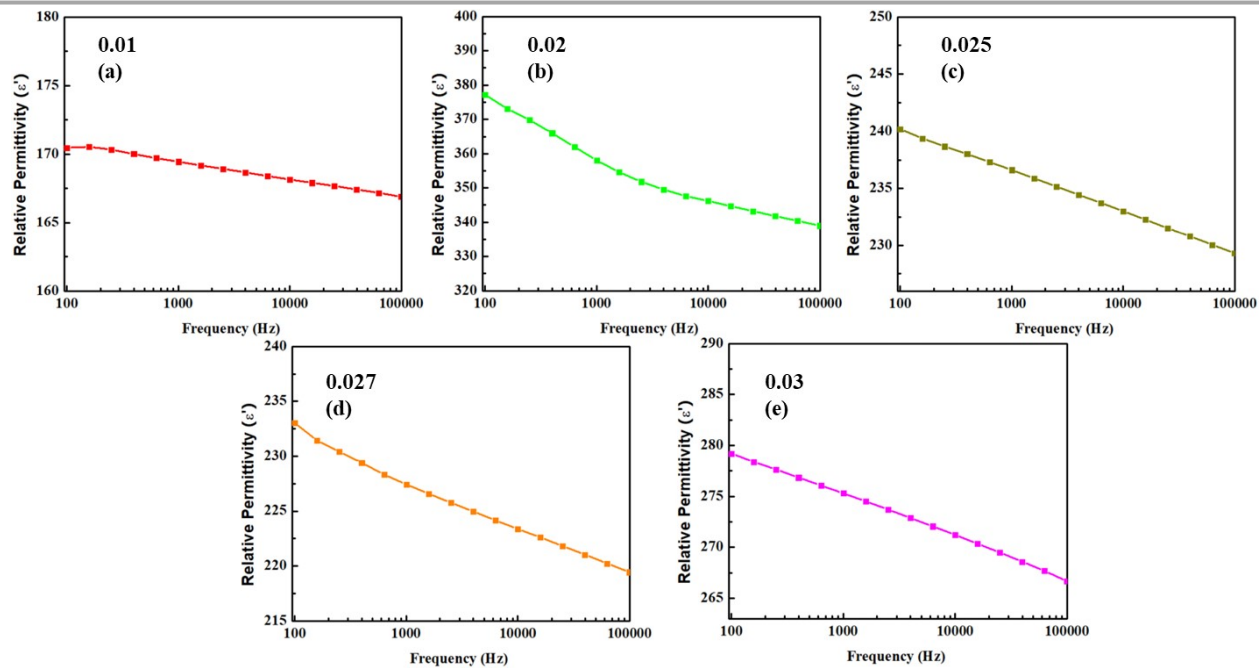 0.01
(a)
Relative Permittivity (ε')
180
175
170
165
160
100 1000 10000 100000
Frequency (Hz)
0.02
(b)
Relative Permittivity (ε')
400
390
380
370
360
350
340
330
320
100 1000 10000 100000
Frequency (Hz)
0.025
(c)
Relative Permittivity (ε')
250
245
240
235
230
100 1000 10000 100000
Frequency (Hz)
0.027
(d)
Relative Permittivity (ε')
240
235
230
225
220
215
100 1000 10000 100000
Frequency (Hz)
0.03
(e)
Relative Permittivity (ε')
290
285
280
275
270
265
100 1000 10000 100000
Frequency (Hz)